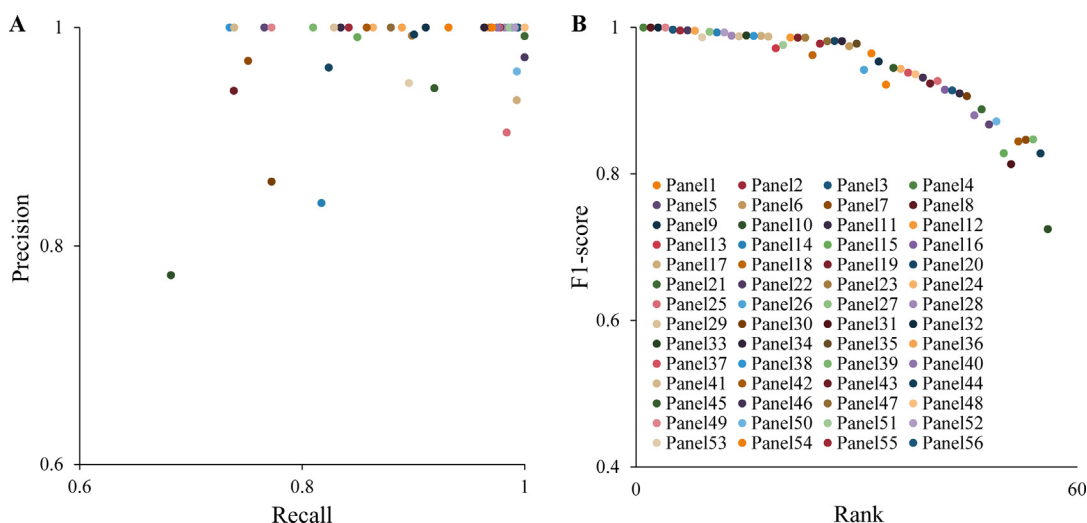 A
1
0.8
0.6
Precision
0.6
0.8
1
Recall
B
1
0.8
0.6
0.4
F1-score
Panel1 Panel2 Panel3 Panel4
Panel5 Panel6 Panel7 Panel8
Panel9 Panel10 Panel11 Panel12
Panel13 Panel14 Panel15 Panel16
Panel17 Panel18 Panel19 Panel20
Panel21 Panel22 Panel23 Panel24
Panel25 Panel26 Panel27 Panel28
Panel29 Panel30 Panel31 Panel32
Panel33 Panel34 Panel35 Panel36
Panel37 Panel38 Panel39 Panel40
Panel41 Panel42 Panel43 Panel44
Panel45 Panel46 Panel47 Panel48
Panel49 Panel50 Panel51 Panel52
Panel53 Panel54 Panel55 Panel56
0
60
Rank